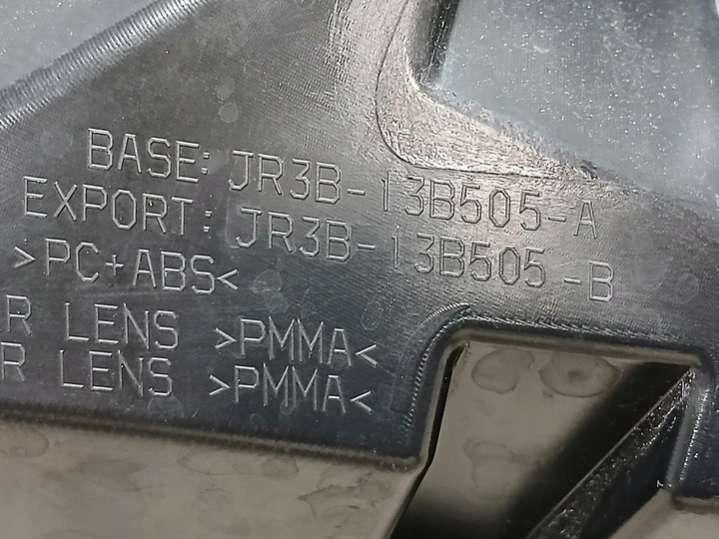 BASE: JR3B-13B505-A
EXPORT: JR3B-13B505-B
>PC+ABS<
R LENS >PMMA<
R LENS >PMMA<